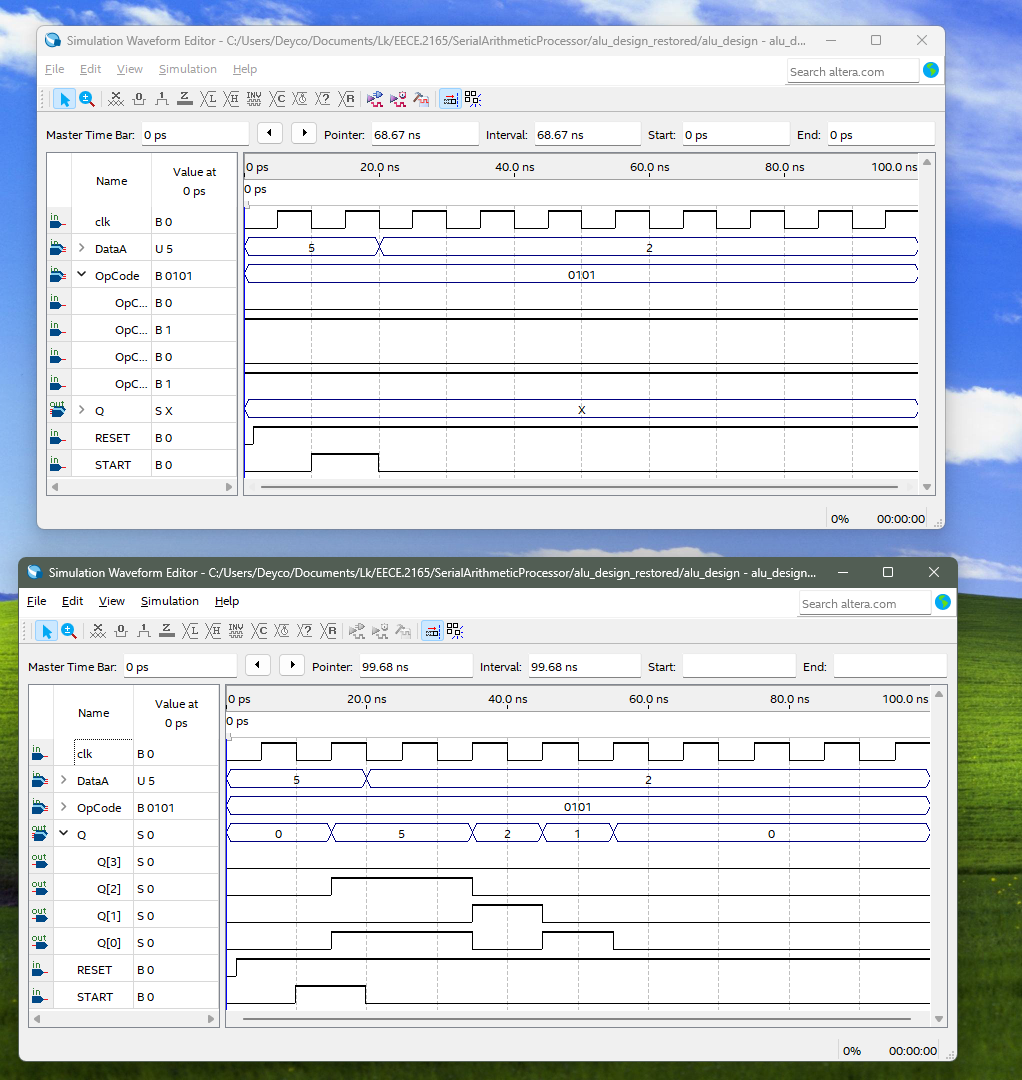 Simulation Waveform Editor - C:/Users/Deyco/Documents/Lk/EECE.2165/SerialArithmeticProcessor/alu_design_restored/alu_design - alu_d...
File Edit View Simulation Help
Search altera.com
Master Time Bar: 0 ps Pointer: 68.67 ns Interval: 68.67 ns Start: 0 ps End: 0 ps
Name Value at 0 ps
0 ps 20.0 ns 40.0 ns 60.0 ns 80.0 ns 100.0 ns
0 ps
in clk B 0
in DataA U 5 5 2
in OpCode B 0101 0101
in OpC... B 0
in OpC... B 1
in OpC... B 0
in OpC... B 1
out Q S X X
in RESET B 0
in START B 0
0% 00:00:00
Simulation Waveform Editor - C:/Users/Deyco/Documents/Lk/EECE.2165/SerialArithmeticProcessor/alu_design_restored/alu_design - alu_design...
File Edit View Simulation Help
Search altera.com
Master Time Bar: 0 ps Pointer: 99.68 ns Interval: 99.68 ns Start: End:
Name Value at 0 ps
0 ps 20.0 ns 40.0 ns 60.0 ns 80.0 ns 100.0 ns
0 ps
in clk B 0
in DataA U 5 5 2
in OpCode B 0101 0101
out Q S 0 0 5 2 1 0
out Q[3] S 0
out Q[2] S 0
out Q[1] S 0
out Q[0] S 0
in RESET B 0
in START B 0
0% 00:00:00